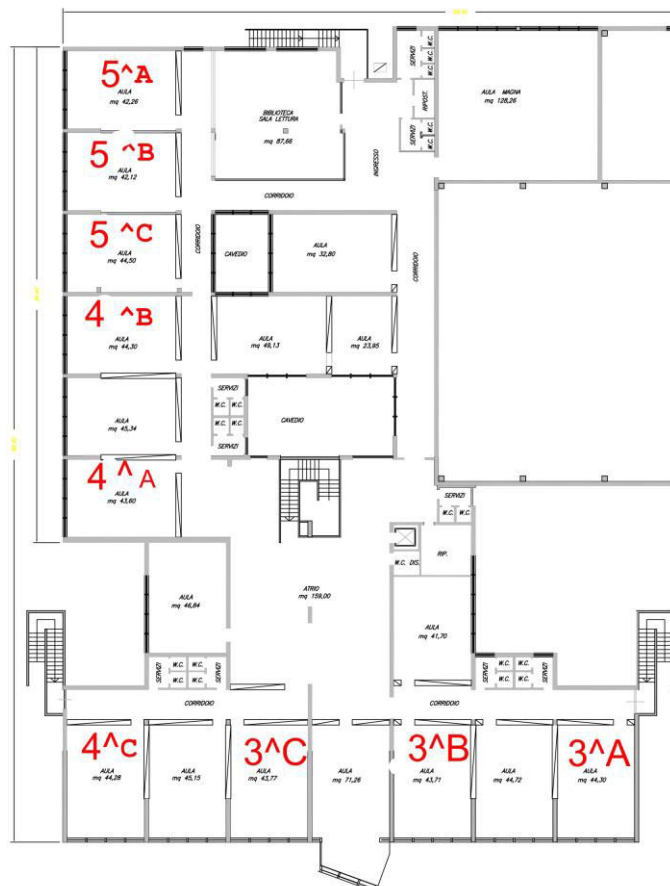 5^A
AULA
mq 42,26
BIBLIOTECA
SALA LETTURA
mq 87,66
SERVIZI
W.C.
W.C.
W.C.
RIPOST.
SERVIZI
W.C.
W.C.
AULA MAGNA
mq 128,26
INGRESSO
5^B
AULA
mq 42,12
CORRIDOIO
5^C
AULA
mq 44,50
CORRIDOIO
CAVEDIO
AULA
mq 32,80
CORRIDOIO
4^B
AULA
mq 44,30
AULA
mq 49,13
AULA
mq 23,95
AULA
mq 45,34
SERVIZI
W.C.
W.C.
W.C.
W.C.
SERVIZI
CAVEDIO
4^A
AULA
mq 43,60
SERVIZI
W.C.
W.C.
RIP.
W.C. DIS.
AULA
mq 46,84
ATRIO
mq 159,00
AULA
mq 41,70
SERVIZI
W.C.
W.C.
W.C.
W.C.
SERVIZI
SERVIZI
W.C.
W.C.
W.C.
W.C.
SERVIZI
CORRIDOIO
CORRIDOIO
4^C
AULA
mq 44,28
AULA
mq 45,15
3^C
AULA
mq 43,77
AULA
mq 71,26
3^B
AULA
mq 43,71
AULA
mq 44,72
3^A
AULA
mq 44,30